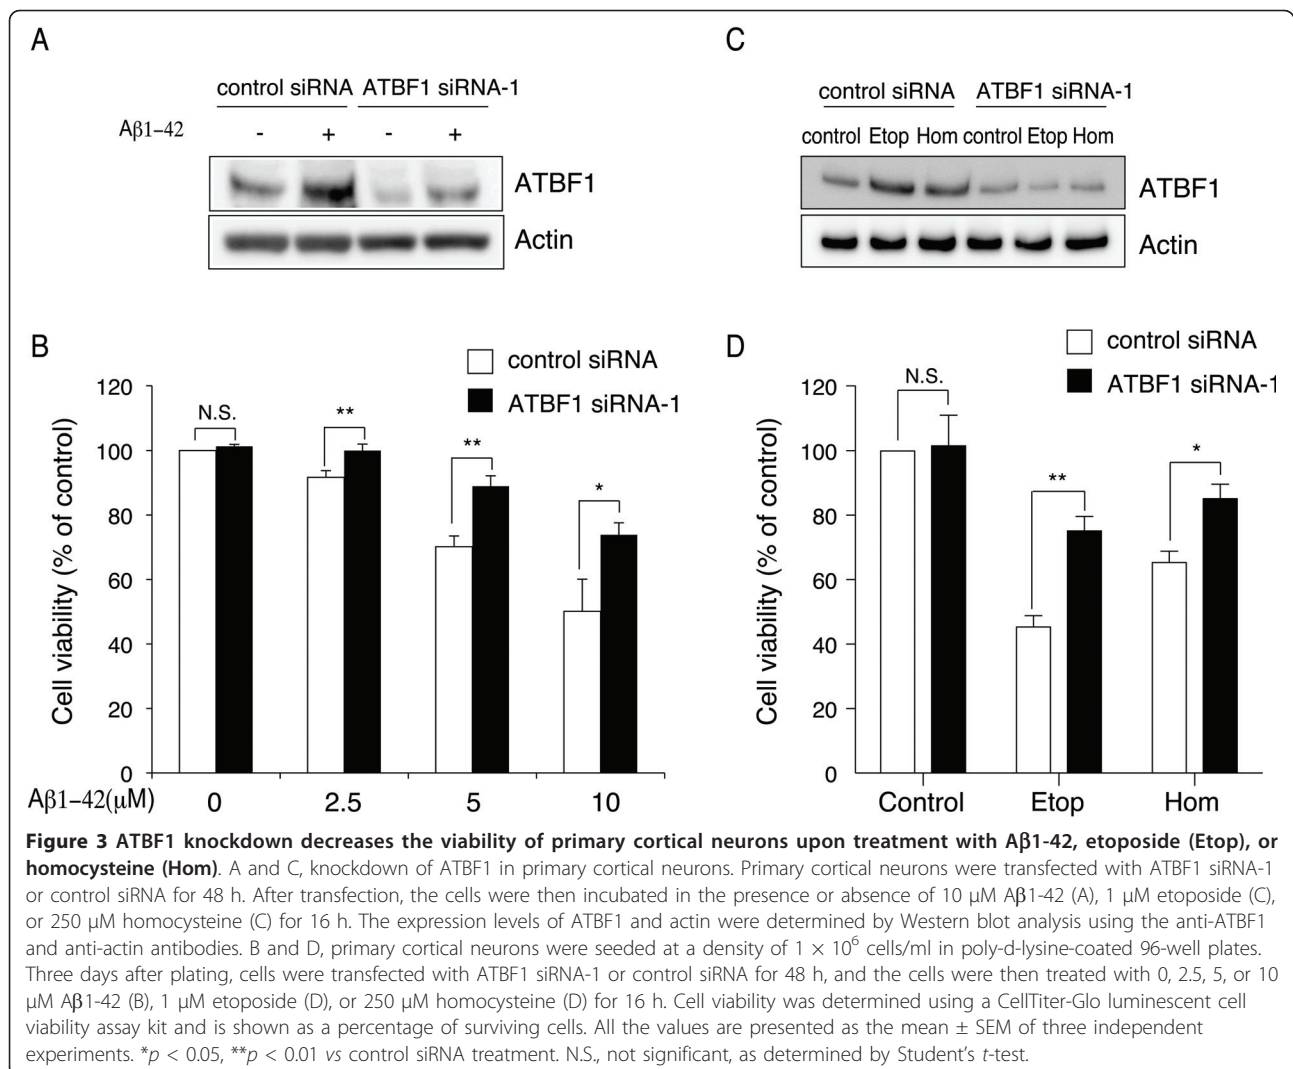 A
control siRNA ATBF1 siRNA-1
Aβ1-42 - + - +
ATBF1
Actin
C
control siRNA ATBF1 siRNA-1
control Etop Hom control Etop Hom
ATBF1
Actin
B
control siRNA
ATBF1 siRNA-1
Cell viability (% of control)
120
100
80
60
40
20
0
N.S.
**
**
*
Aβ1-42(μM) 0 2.5 5 10
D
control siRNA
ATBF1 siRNA-1
Cell viability (% of control)
120
100
80
60
40
20
0
N.S.
**
*
Control Etop Hom
Figure 3 ATBF1 knockdown decreases the viability of primary cortical neurons upon treatment with Aβ1-42, etoposide (Etop), or
homocysteine (Hom). A and C, knockdown of ATBF1 in primary cortical neurons. Primary cortical neurons were transfected with ATBF1 siRNA-1
or control siRNA for 48 h. After transfection, the cells were then incubated in the presence or absence of 10 μM Aβ1-42 (A), 1 μM etoposide (C),
or 250 μM homocysteine (C) for 16 h. The expression levels of ATBF1 and actin were determined by Western blot analysis using the anti-ATBF1
and anti-actin antibodies. B and D, primary cortical neurons were seeded at a density of 1 × 10⁶ cells/ml in poly-d-lysine-coated 96-well plates.
Three days after plating, cells were transfected with ATBF1 siRNA-1 or control siRNA for 48 h, and the cells were then treated with 0, 2.5, 5, or 10
μM Aβ1-42 (B), 1 μM etoposide (D), or 250 μM homocysteine (D) for 16 h. Cell viability was determined using a CellTiter-Glo luminescent cell
viability assay kit and is shown as a percentage of surviving cells. All the values are presented as the mean ± SEM of three independent
experiments. *p < 0.05, **p < 0.01 vs control siRNA treatment. N.S., not significant, as determined by Student's t-test.